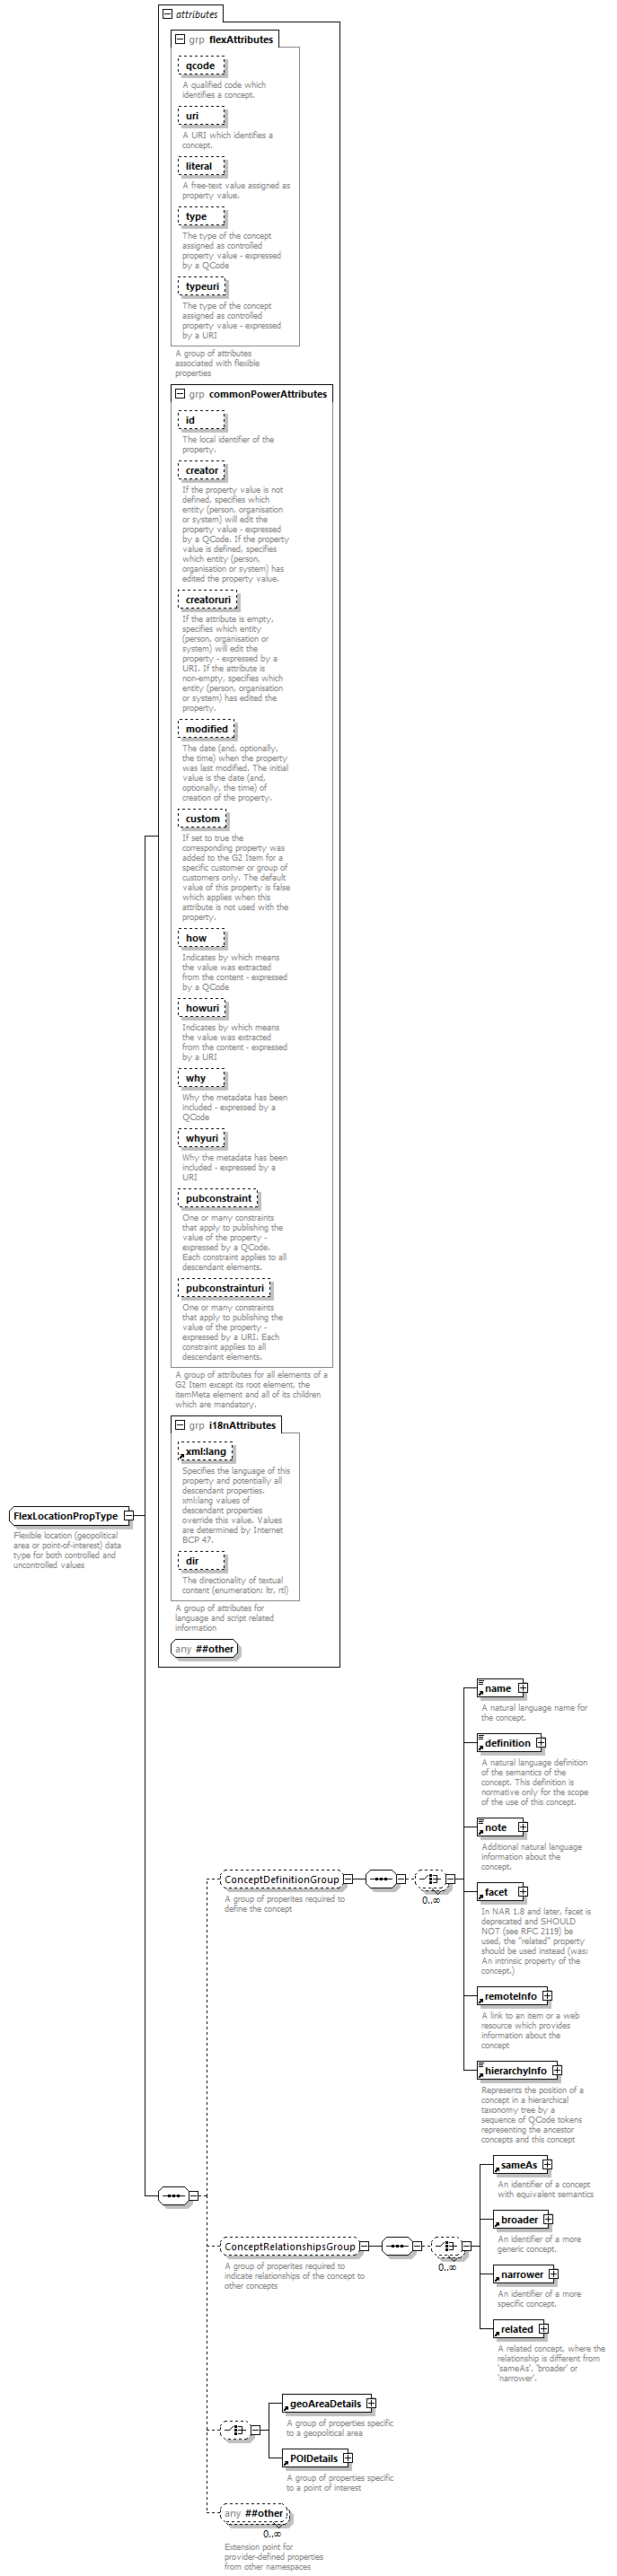 attributes
grp flexAttributes
qcode
A qualified code which
identifies a concept.
uri
A URI which identifies a
concept.
literal
A free-text value assigned as
property value.
type
The type of the concept
assigned as controlled
property value - expressed
by a QCode
typeuri
The type of the concept
assigned as controlled
property value - expressed
by a URI
A group of attributes
associated with flexible
properties
grp commonPowerAttributes
id
The local identifier of the
property.
creator
If the property value is not
defined, specifies which
entity (person, organisation
or system) will edit the
property value - expressed
by a QCode. If the property
value is defined, specifies
which entity (person,
organisation or system) has
edited the property value.
creatoruri
If the attribute is empty,
specifies which entity
(person, organisation or
system) will edit the
property - expressed by a
URI. If the attribute is
non-empty, specifies which
entity (person, organisation
or system) has edited the
property.
modified
The date (and, optionally,
the time) when the property
was last modified. The initial
value is the date (and,
optionally, the time) of
creation of the property.
custom
If set to true the
corresponding property was
added to the G2 Item for a
specific customer or group of
customers only. The default
value of this property is false
which applies when this
attribute is not used with the
property.
how
Indicates by which means
the value was extracted
from the content - expressed
by a QCode
howuri
Indicates by which means
the value was extracted
from the content - expressed
by a URI
why
Why the metadata has been
included - expressed by a
QCode
whyuri
Why the metadata has been
included - expressed by a
URI
pubconstraint
One or many constraints
that apply to publishing the
value of the property -
expressed by a QCode.
Each constraint applies to all
descendant elements.
pubconstrainturi
One or many constraints
that apply to publishing the
value of the property -
expressed by a URI. Each
constraint applies to all
descendant elements.
A group of attributes for all elements of a
G2 Item except its root element, the
itemMeta element and all of its children
which are mandatory.
grp i18nAttributes
xml:lang
Specifies the language of this
property and potentially all
descendant properties.
xml:lang values of
descendant properties
override this value. Values
are determined by Internet
BCP 47.
dir
The directionality of textual
content (enumeration: ltr, rtl)
A group of attributes for
language and script related
information
any ##other
FlexLocationPropType
Flexible location (geopolitical
area or point-of-interest) data
type for both controlled and
uncontrolled values
name
A natural language name for
the concept.
definition
A natural language definition
of the semantics of the
concept. This definition is
normative only for the scope
of the use of this concept.
note
Additional natural language
information about the
concept.
ConceptDefinitionGroup
A group of properites required to
define the concept
0..∞
facet
In NAR 1.8 and later, facet is
deprecated and SHOULD
NOT (see RFC 2119) be
used, the "related" property
should be used instead (was:
An intrinsic property of the
concept.)
remoteInfo
A link to an item or a web
resource which provides
information about the
concept
hierarchyInfo
Represents the position of a
concept in a hierarchical
taxonomy tree by a
sequence of QCode tokens
representing the ancestor
concepts and this concept
sameAs
An identifier of a concept
with equivalent semantics
broader
An identifier of a more
generic concept.
ConceptRelationshipsGroup
A group of properites required to
indicate relationships of the concept to
other concepts
0..∞
narrower
An identifier of a more
specific concept.
related
A related concept, where the
relationship is different from
'sameAs', 'broader' or
'narrower'.
geoAreaDetails
A group of properties specific
to a geopolitical area
POIDetails
A group of properties specific
to a point of interest
any ##other
0..∞
Extension point for
provider-defined properties
from other namespaces